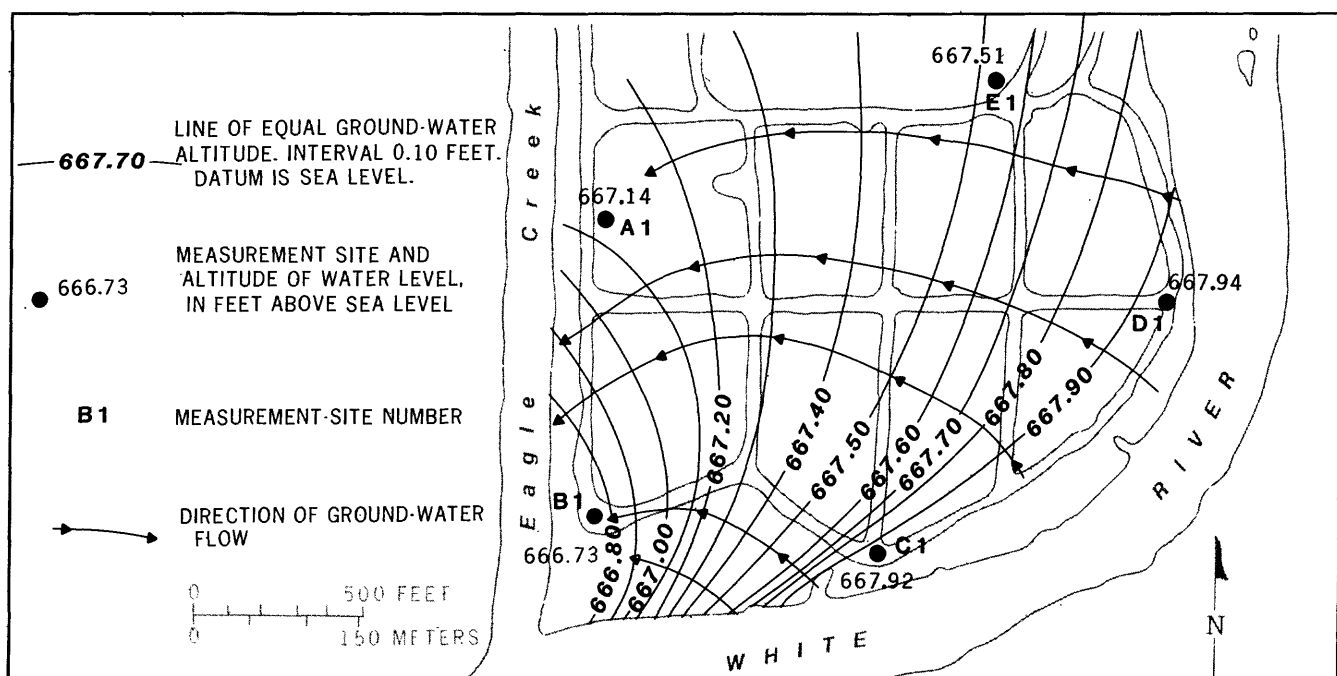 667.70
LINE OF EQUAL GROUND-WATER
ALTITUDE. INTERVAL 0.10 FEET.
DATUM IS SEA LEVEL.
666.73
MEASUREMENT SITE AND
ALTITUDE OF WATER LEVEL,
IN FEET ABOVE SEA LEVEL
B1
MEASUREMENT-SITE NUMBER
DIRECTION OF GROUND-WATER
FLOW
0 500 FEET
0 150 METERS
Eagle Creek
667.51
E1
667.14
A1
667.94
D1
667.20
667.40
667.50
667.60
667.70
667.80
667.90
B1
666.73
666.80
667.00
C1
667.92
WHITE RIVER
N